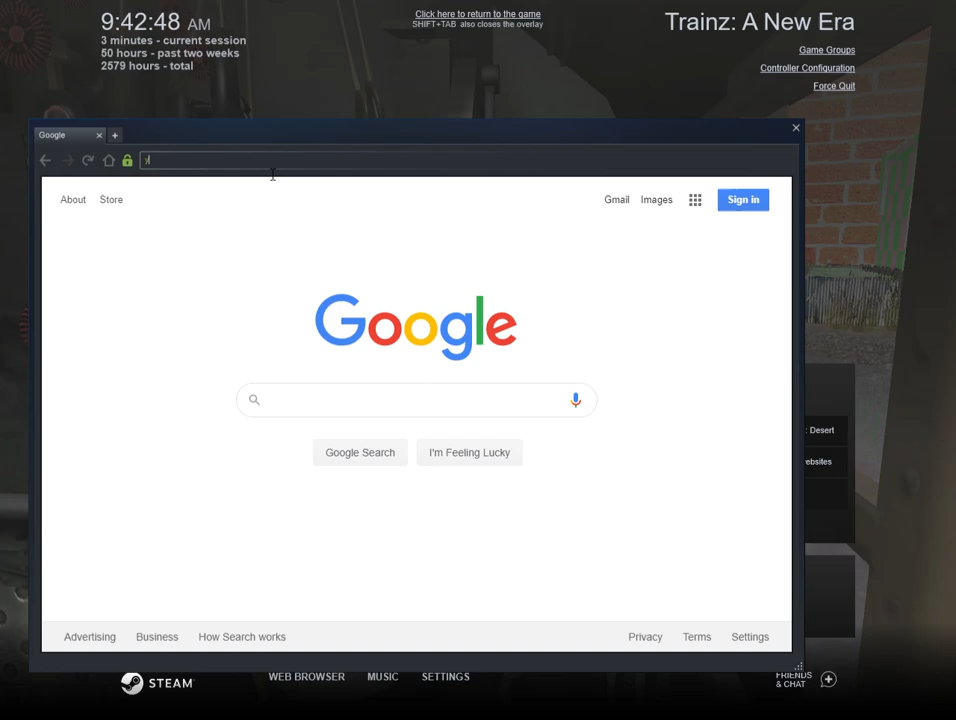 9:42:48 AM
3 minutes - current session
50 hours - past two weeks
2579 hours - total
Click here to return to the game
SHIFT+TAB also closes the overlay
Trainz: A New Era
Game Groups
Controller Configuration
Force Quit
Google
y
About Store
Gmail Images Sign in
Google
Google Search I'm Feeling Lucky
: Desert
ebsites
Advertising Business How Search works
Privacy Terms Settings
STEAM
WEB BROWSER MUSIC SETTINGS
FRIENDS
& CHAT